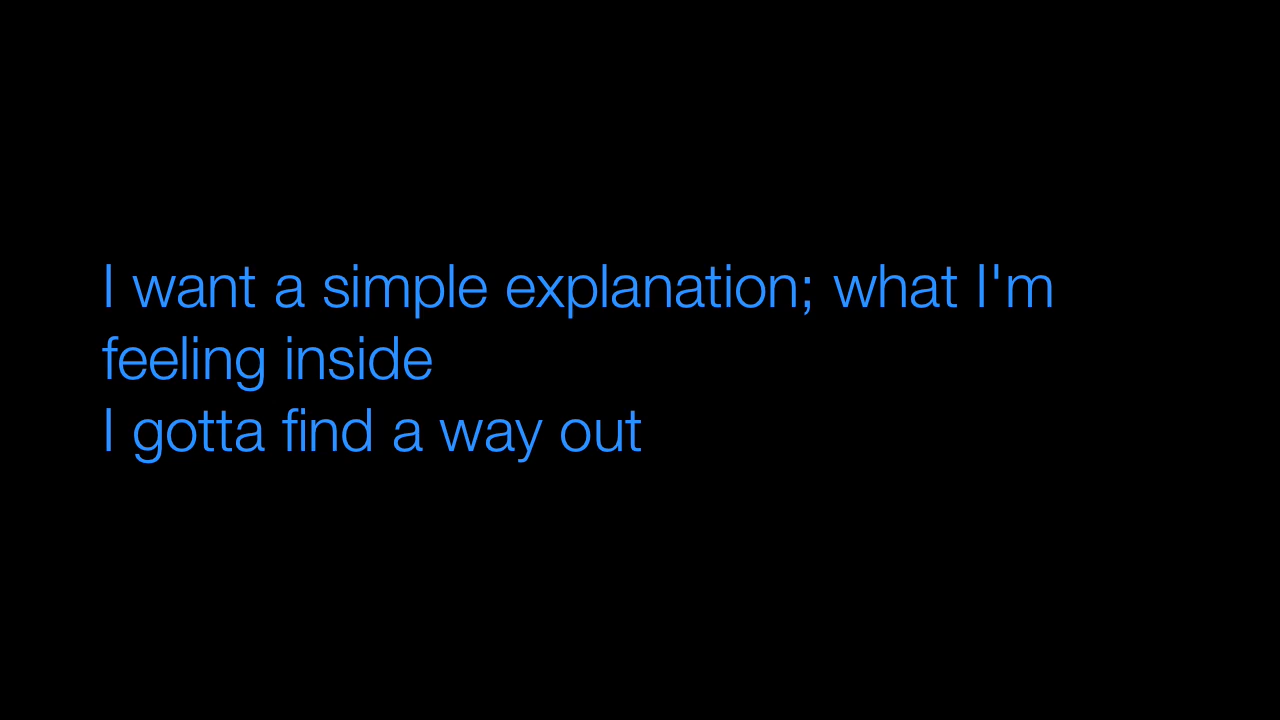 I want a simple explanation; what I'm
feeling inside
I gotta find a way out